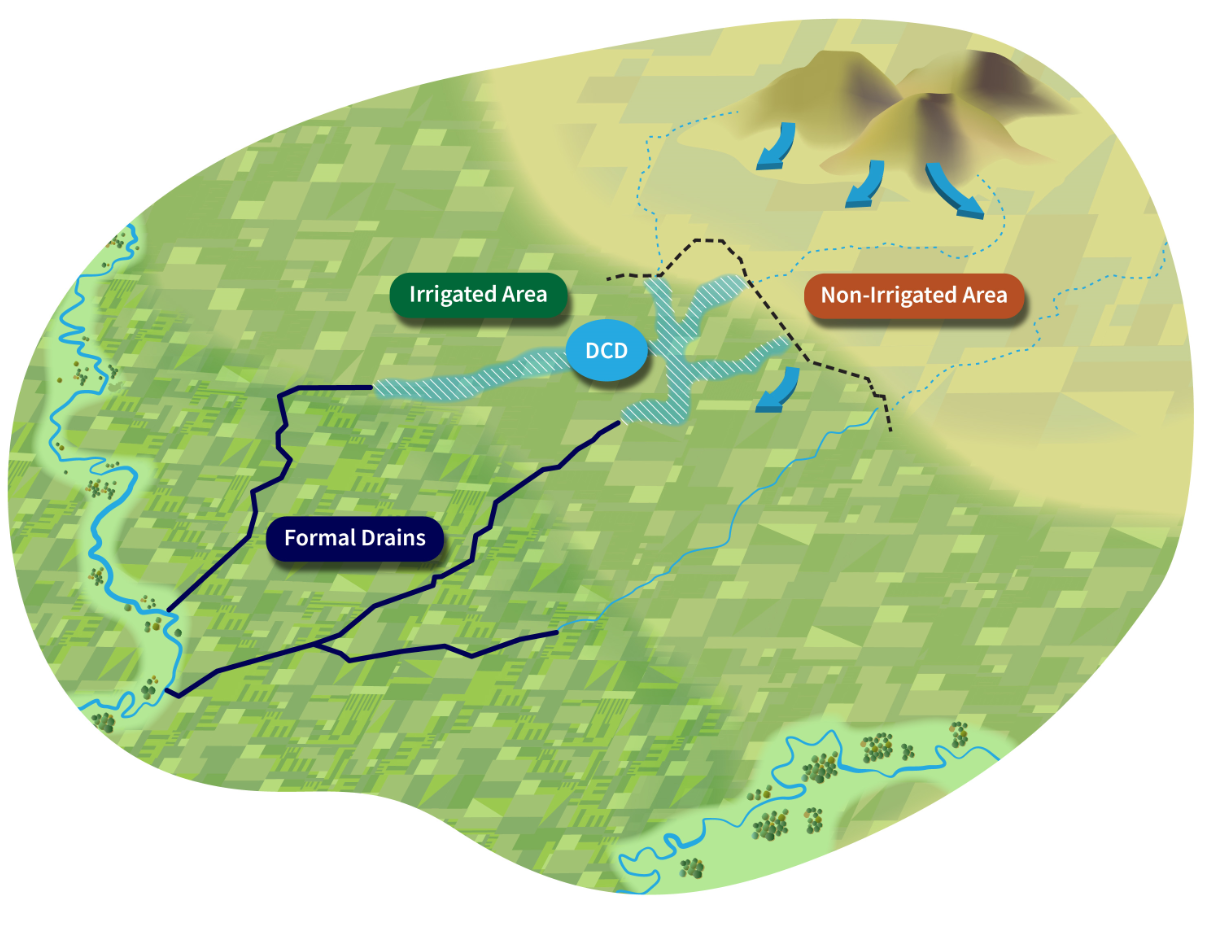 Irrigated Area
Non-Irrigated Area
DCD
Formal Drains